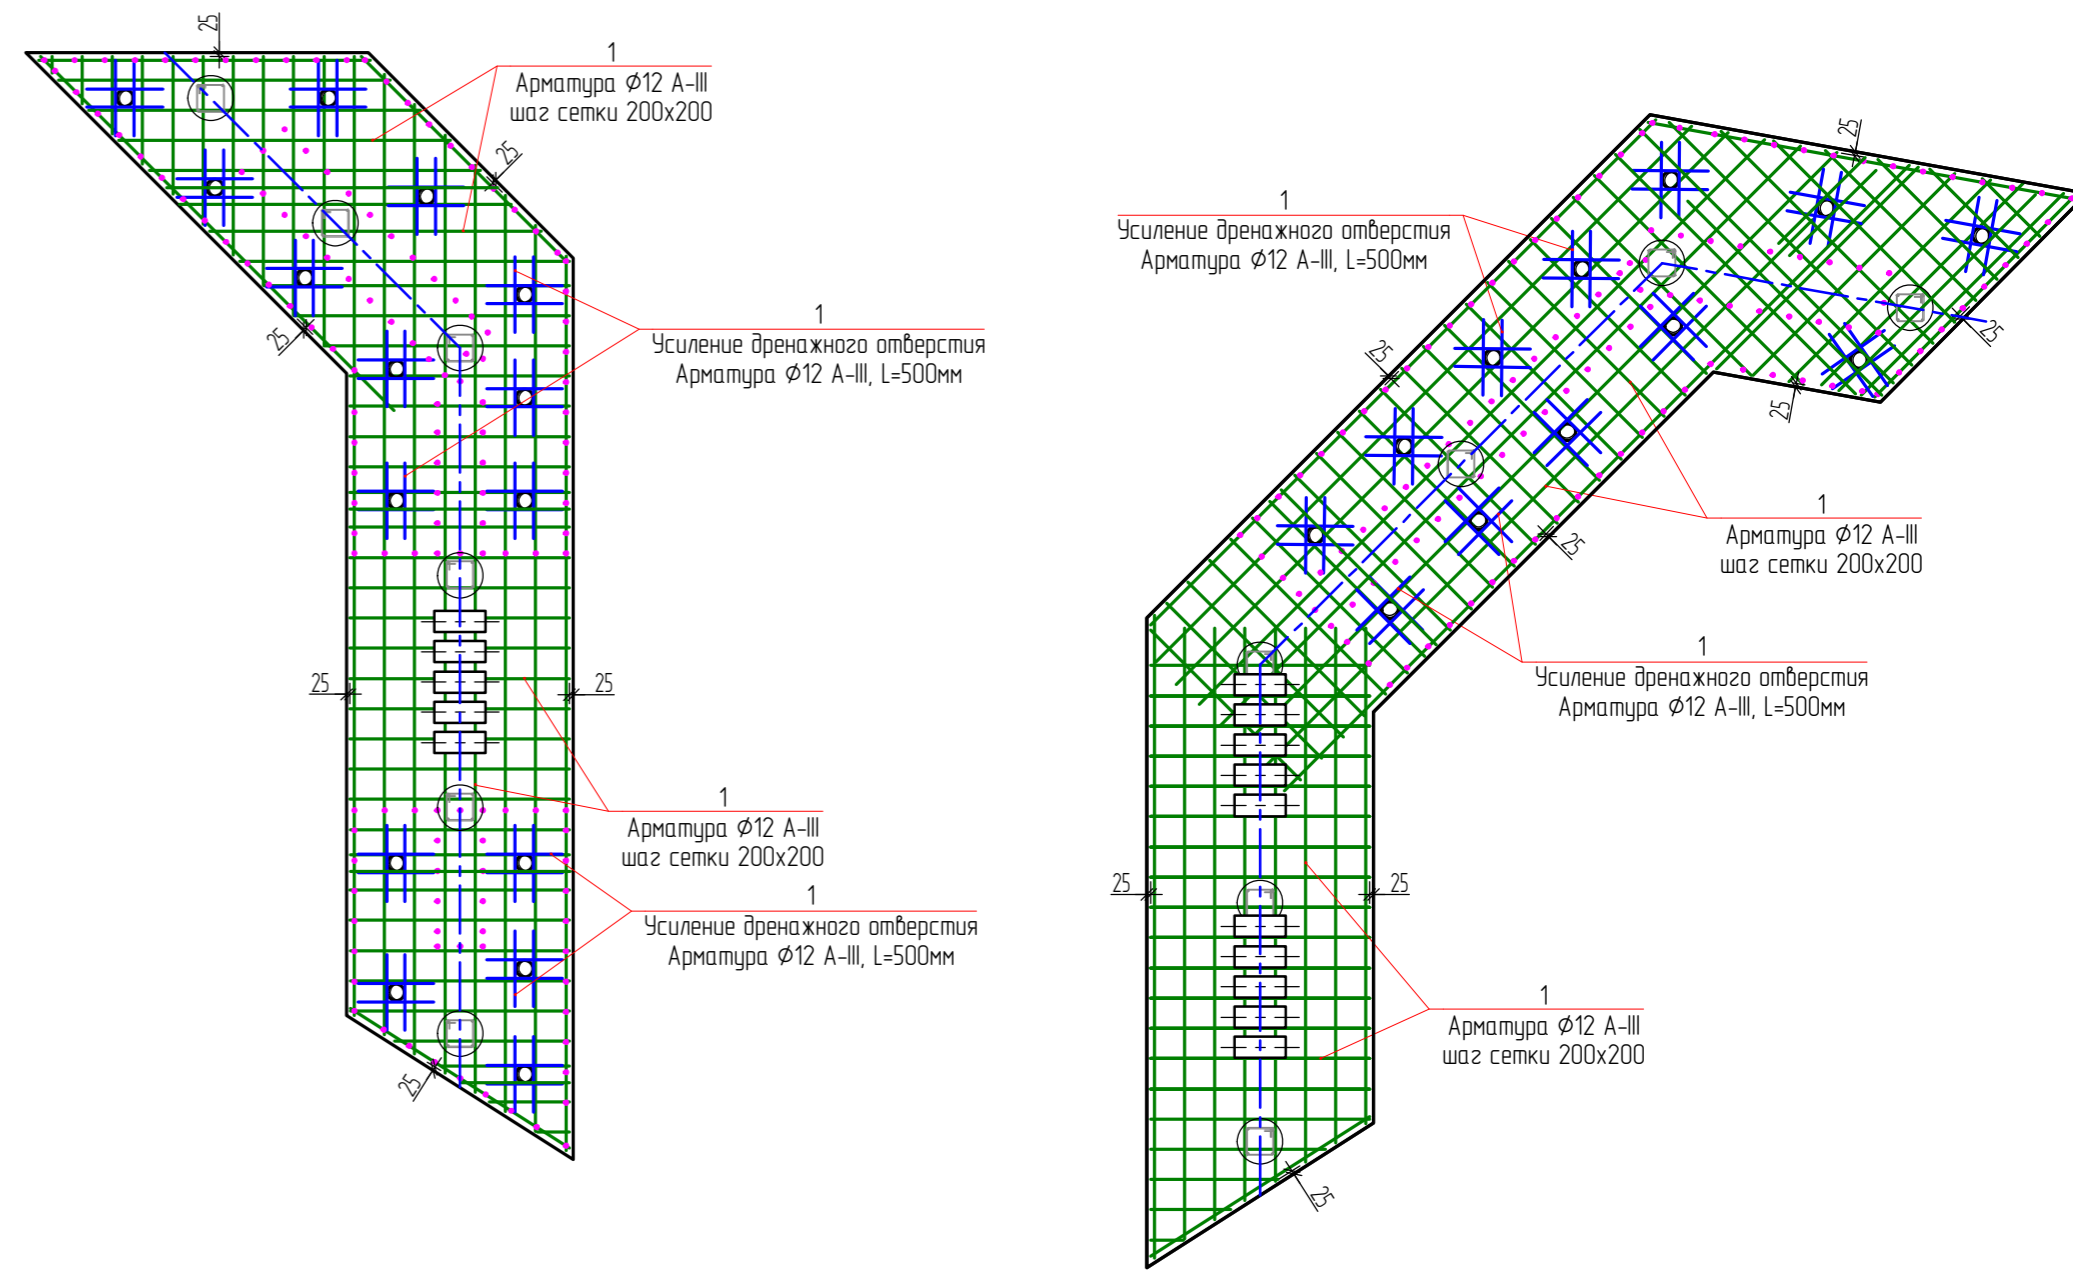 25
1
Арматура Ø12 А-III
шаг сетки 200х200
25
25
1
Усиление дренажного отверстия
Арматура Ø12 А-III, L=500мм
25
25
1
Арматура Ø12 А-III
шаг сетки 200х200
1
Усиление дренажного отверстия
Арматура Ø12 А-III, L=500мм
25
25
1
Усиление дренажного отверстия
Арматура Ø12 А-III, L=500мм
25
25
25
1
Арматура Ø12 А-III
шаг сетки 200х200
25
1
Усиление дренажного отверстия
Арматура Ø12 А-III, L=500мм
25
25
1
Арматура Ø12 А-III
шаг сетки 200х200
25